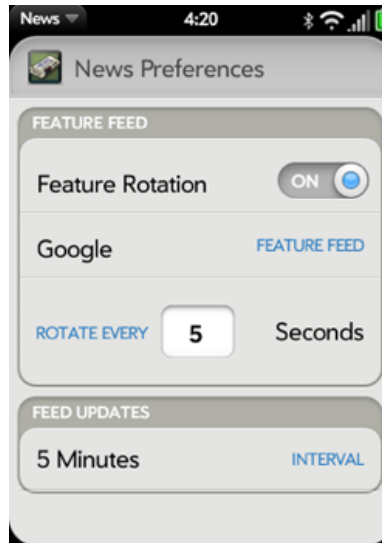 News 4:20
News Preferences
FEATURE FEED
Feature Rotation ON
Google FEATURE FEED
ROTATE EVERY 5 Seconds
FEED UPDATES
5 Minutes INTERVAL